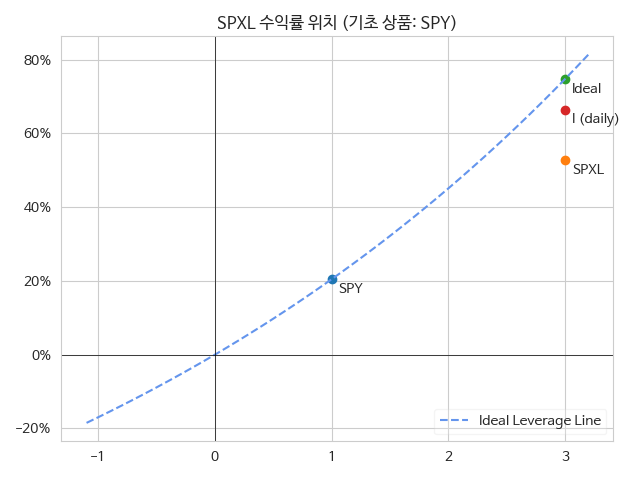 SPXL 수익률 위치 (기초 상품: SPY)
80%
60%
40%
20%
0%
−20%
Ideal
I (daily)
SPXL
SPY
Ideal Leverage Line
−1
0
1
2
3